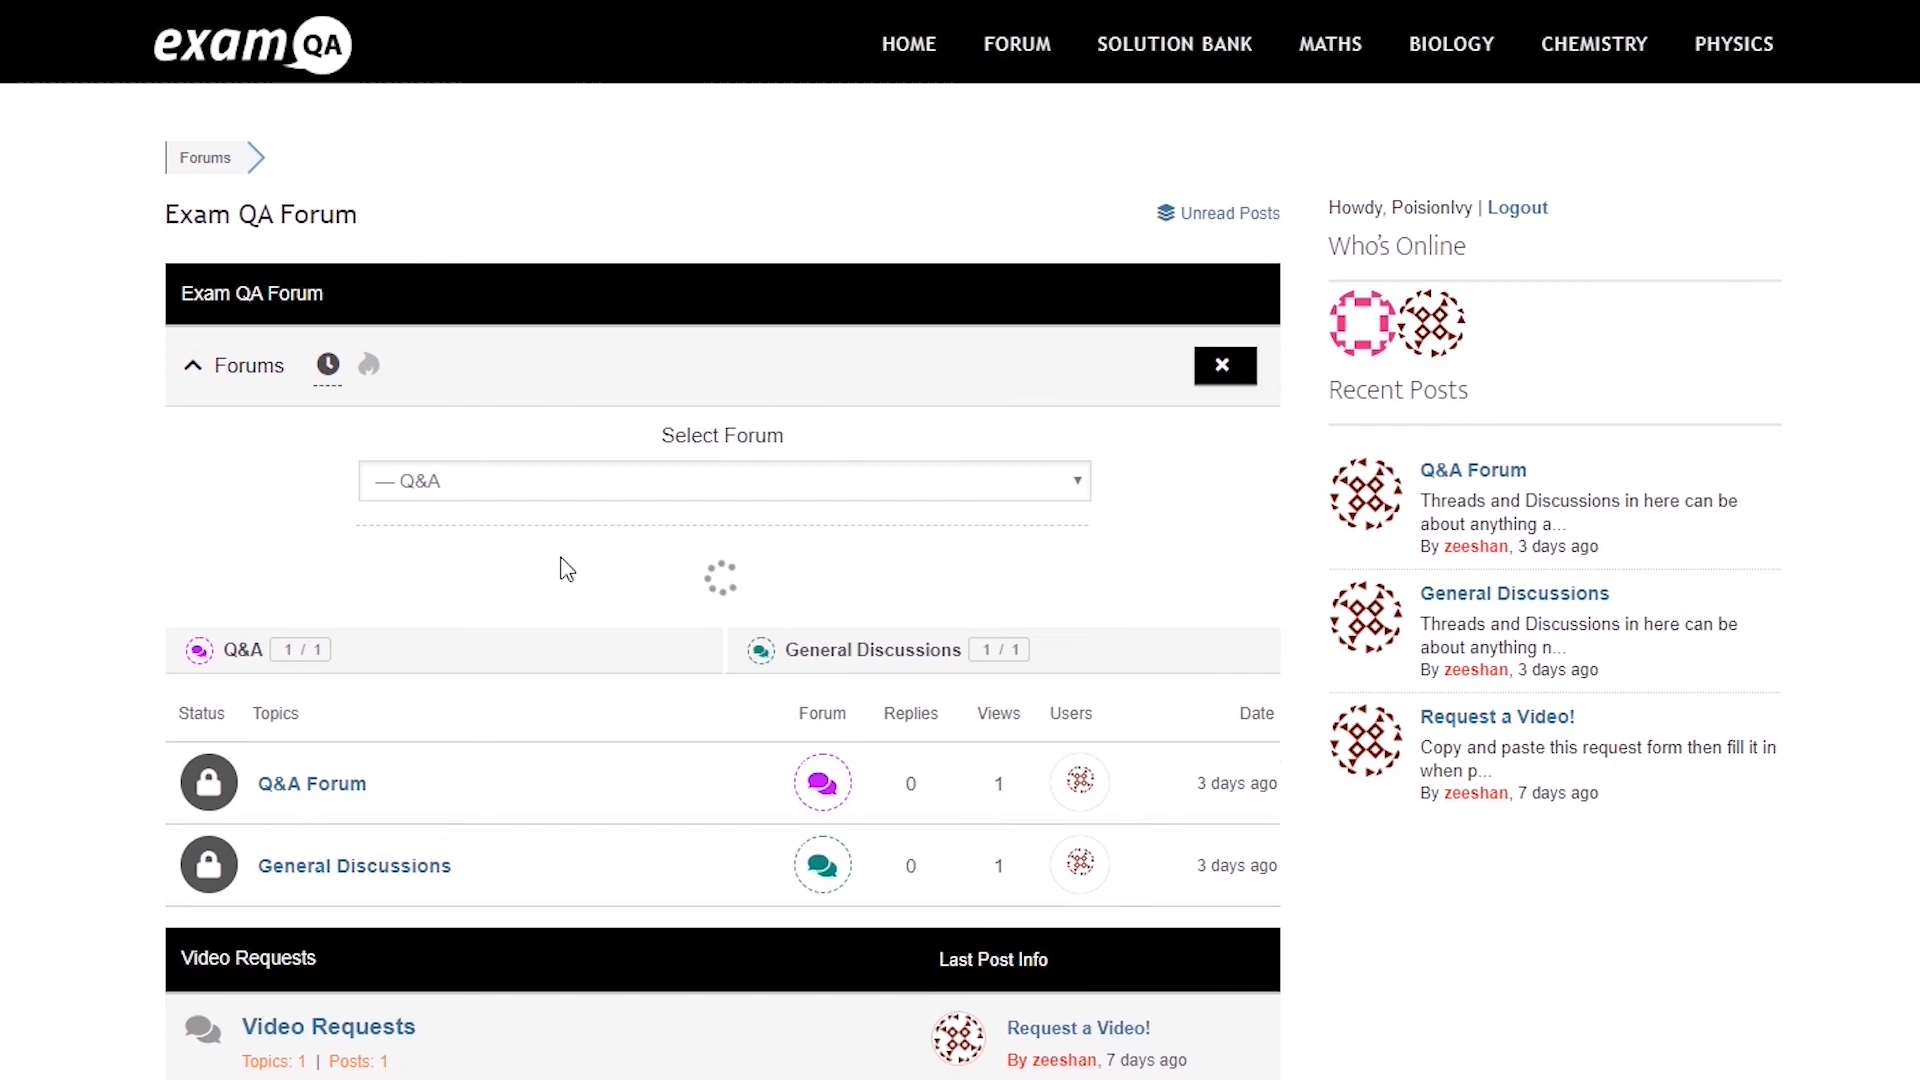 exam QA
HOME FORUM SOLUTION BANK MATHS BIOLOGY CHEMISTRY PHYSICS
Forums
Exam QA Forum
Unread Posts
Exam QA Forum
Forums
Select Forum
— Q&A
Q&A 1 / 1
General Discussions 1 / 1
Status Topics Forum Replies Views Users Date
Q&A Forum 0 1 3 days ago
General Discussions 0 1 3 days ago
Video Requests Last Post Info
Video Requests
Topics: 1 | Posts: 1
Request a Video!
By zeeshan, 7 days ago
Howdy, PoisionIvy | Logout
Who's Online
Recent Posts
Q&A Forum
Threads and Discussions in here can be
about anything a...
By zeeshan, 3 days ago
General Discussions
Threads and Discussions in here can be
about anything n...
By zeeshan, 3 days ago
Request a Video!
Copy and paste this request form then fill it in
when p...
By zeeshan, 7 days ago